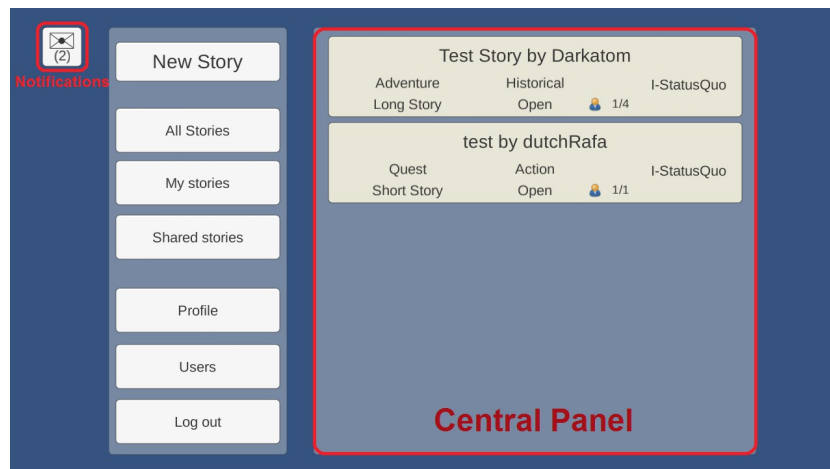 (2)
Notifications
New Story
All Stories
My stories
Shared stories
Profile
Users
Log out
Test Story by Darkatom
Adventure Historical I-StatusQuo
Long Story Open 1/4
test by dutchRafa
Quest Action I-StatusQuo
Short Story Open 1/1
Central Panel